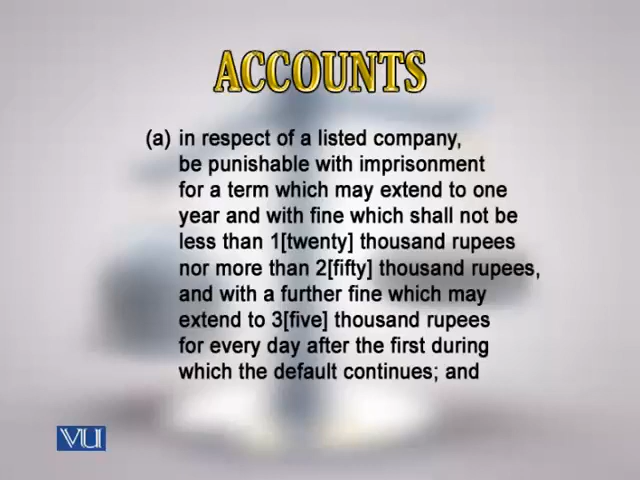 ACCOUNTS
(a) in respect of a listed company,
be punishable with imprisonment
for a term which may extend to one
year and with fine which shall not be
less than 1[twenty] thousand rupees
nor more than 2[fifty] thousand rupees,
and with a further fine which may
extend to 3[five] thousand rupees
for every day after the first during
which the default continues; and
VU